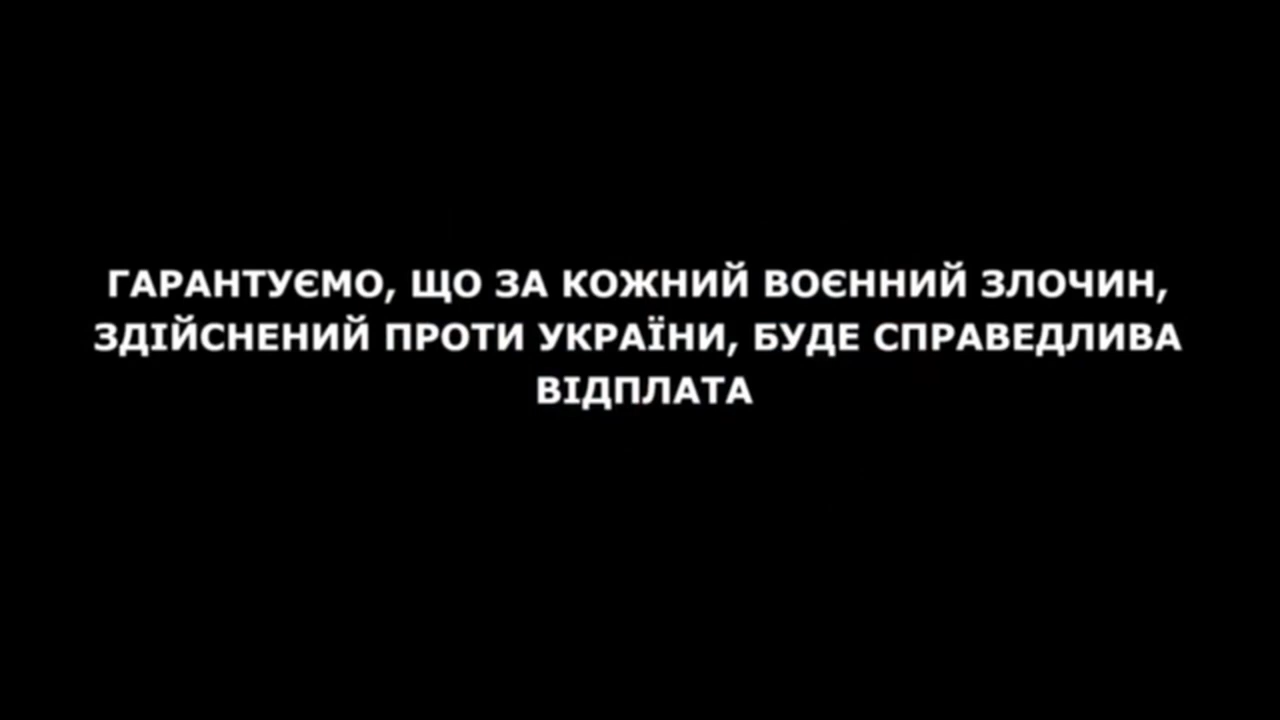 ГАРАНТУЄМО, ЩО ЗА КОЖНИЙ ВОЄННИЙ ЗЛОЧИН,
ЗДІЙСНЕНИЙ ПРОТИ УКРАЇНИ, БУДЕ СПРАВЕДЛИВА
ВІДПЛАТА